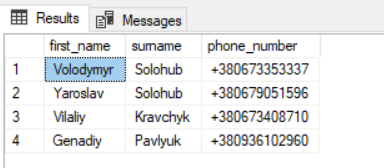 Results Messages
first_name surname phone_number
1 Volodymyr Solohub +380673353337
2 Yaroslav Solohub +380679051596
3 Vilaliy Kravchyk +380673408710
4 Genadiy Pavlyuk +380936102960